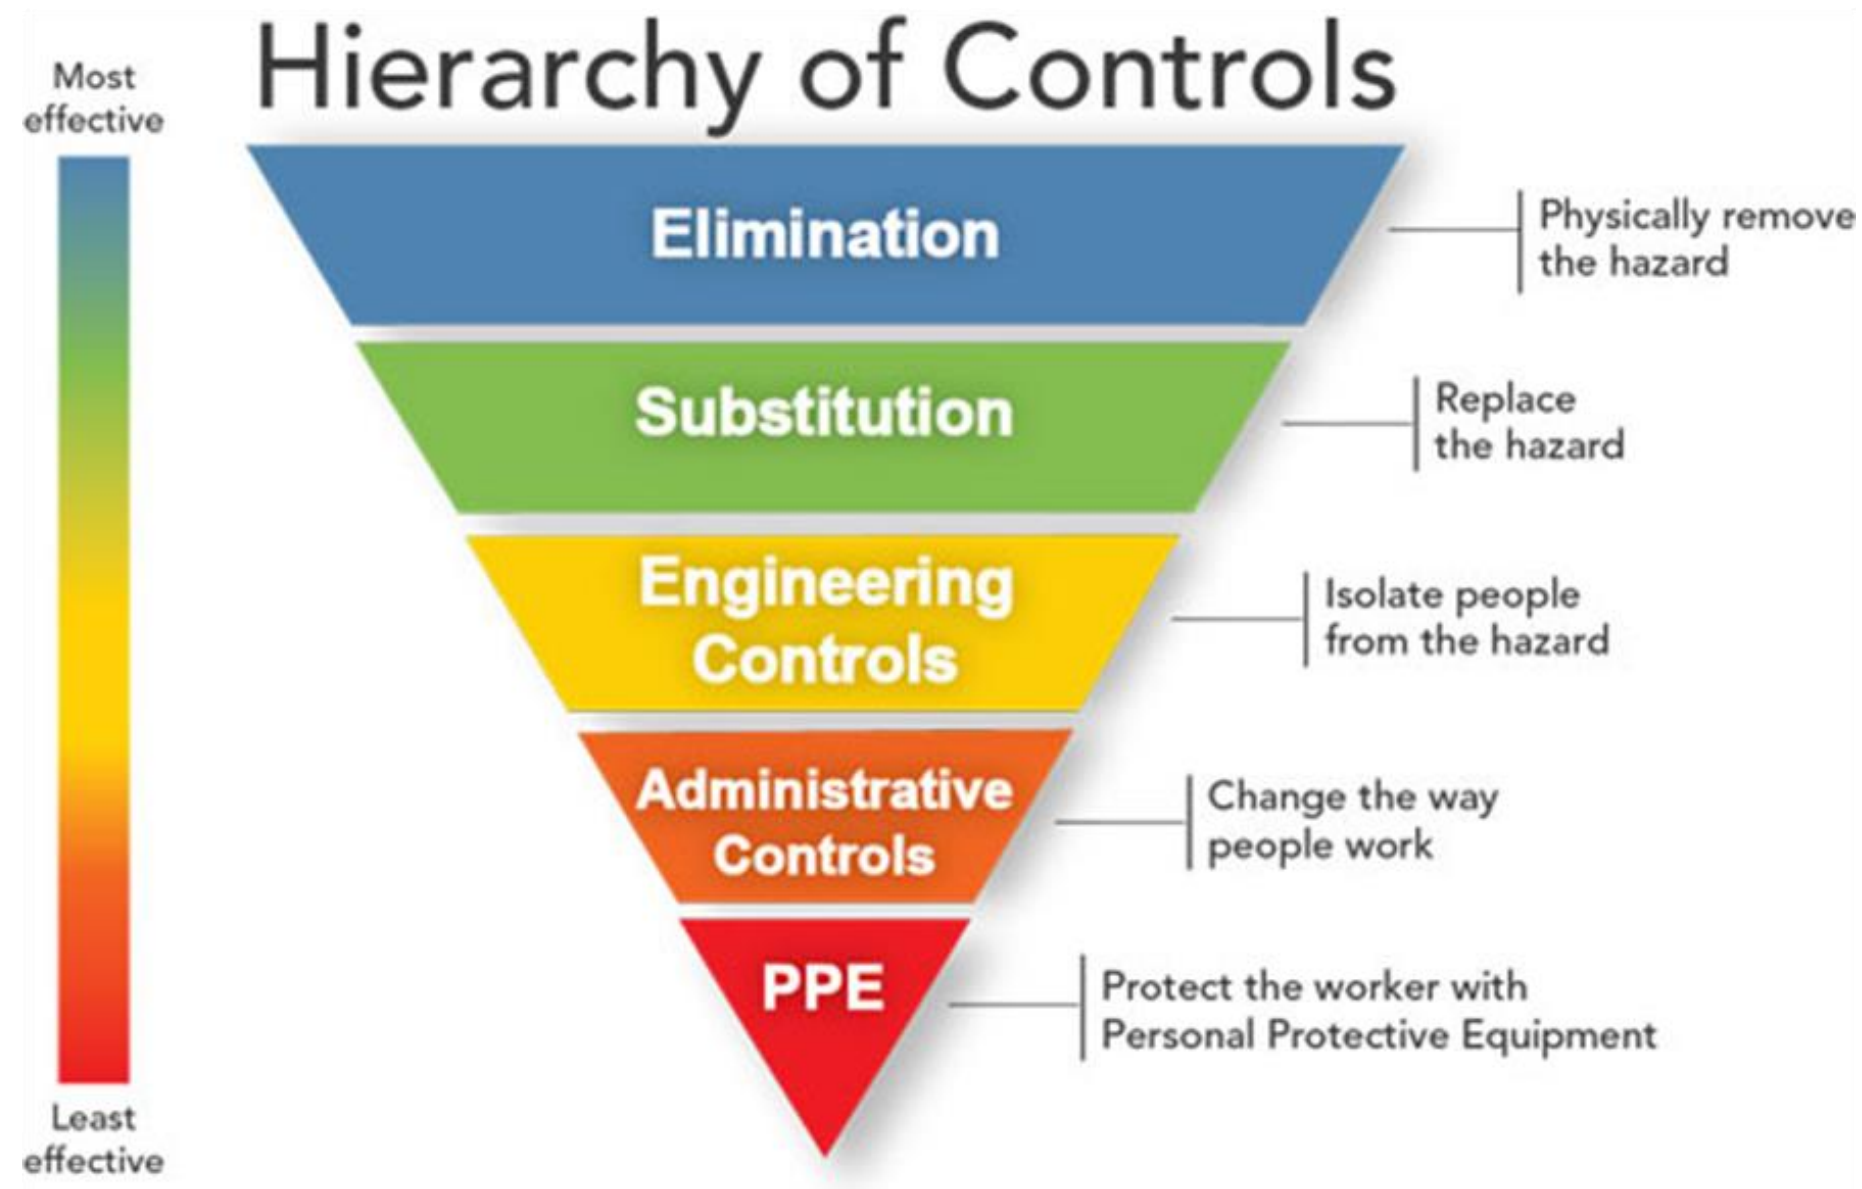 Hierarchy of Controls
Most
effective
Elimination
Physically remove
the hazard
Substitution
Replace
the hazard
Engineering
Controls
Isolate people
from the hazard
Administrative
Controls
Change the way
people work
PPE
Protect the worker with
Personal Protective Equipment
Least
effective